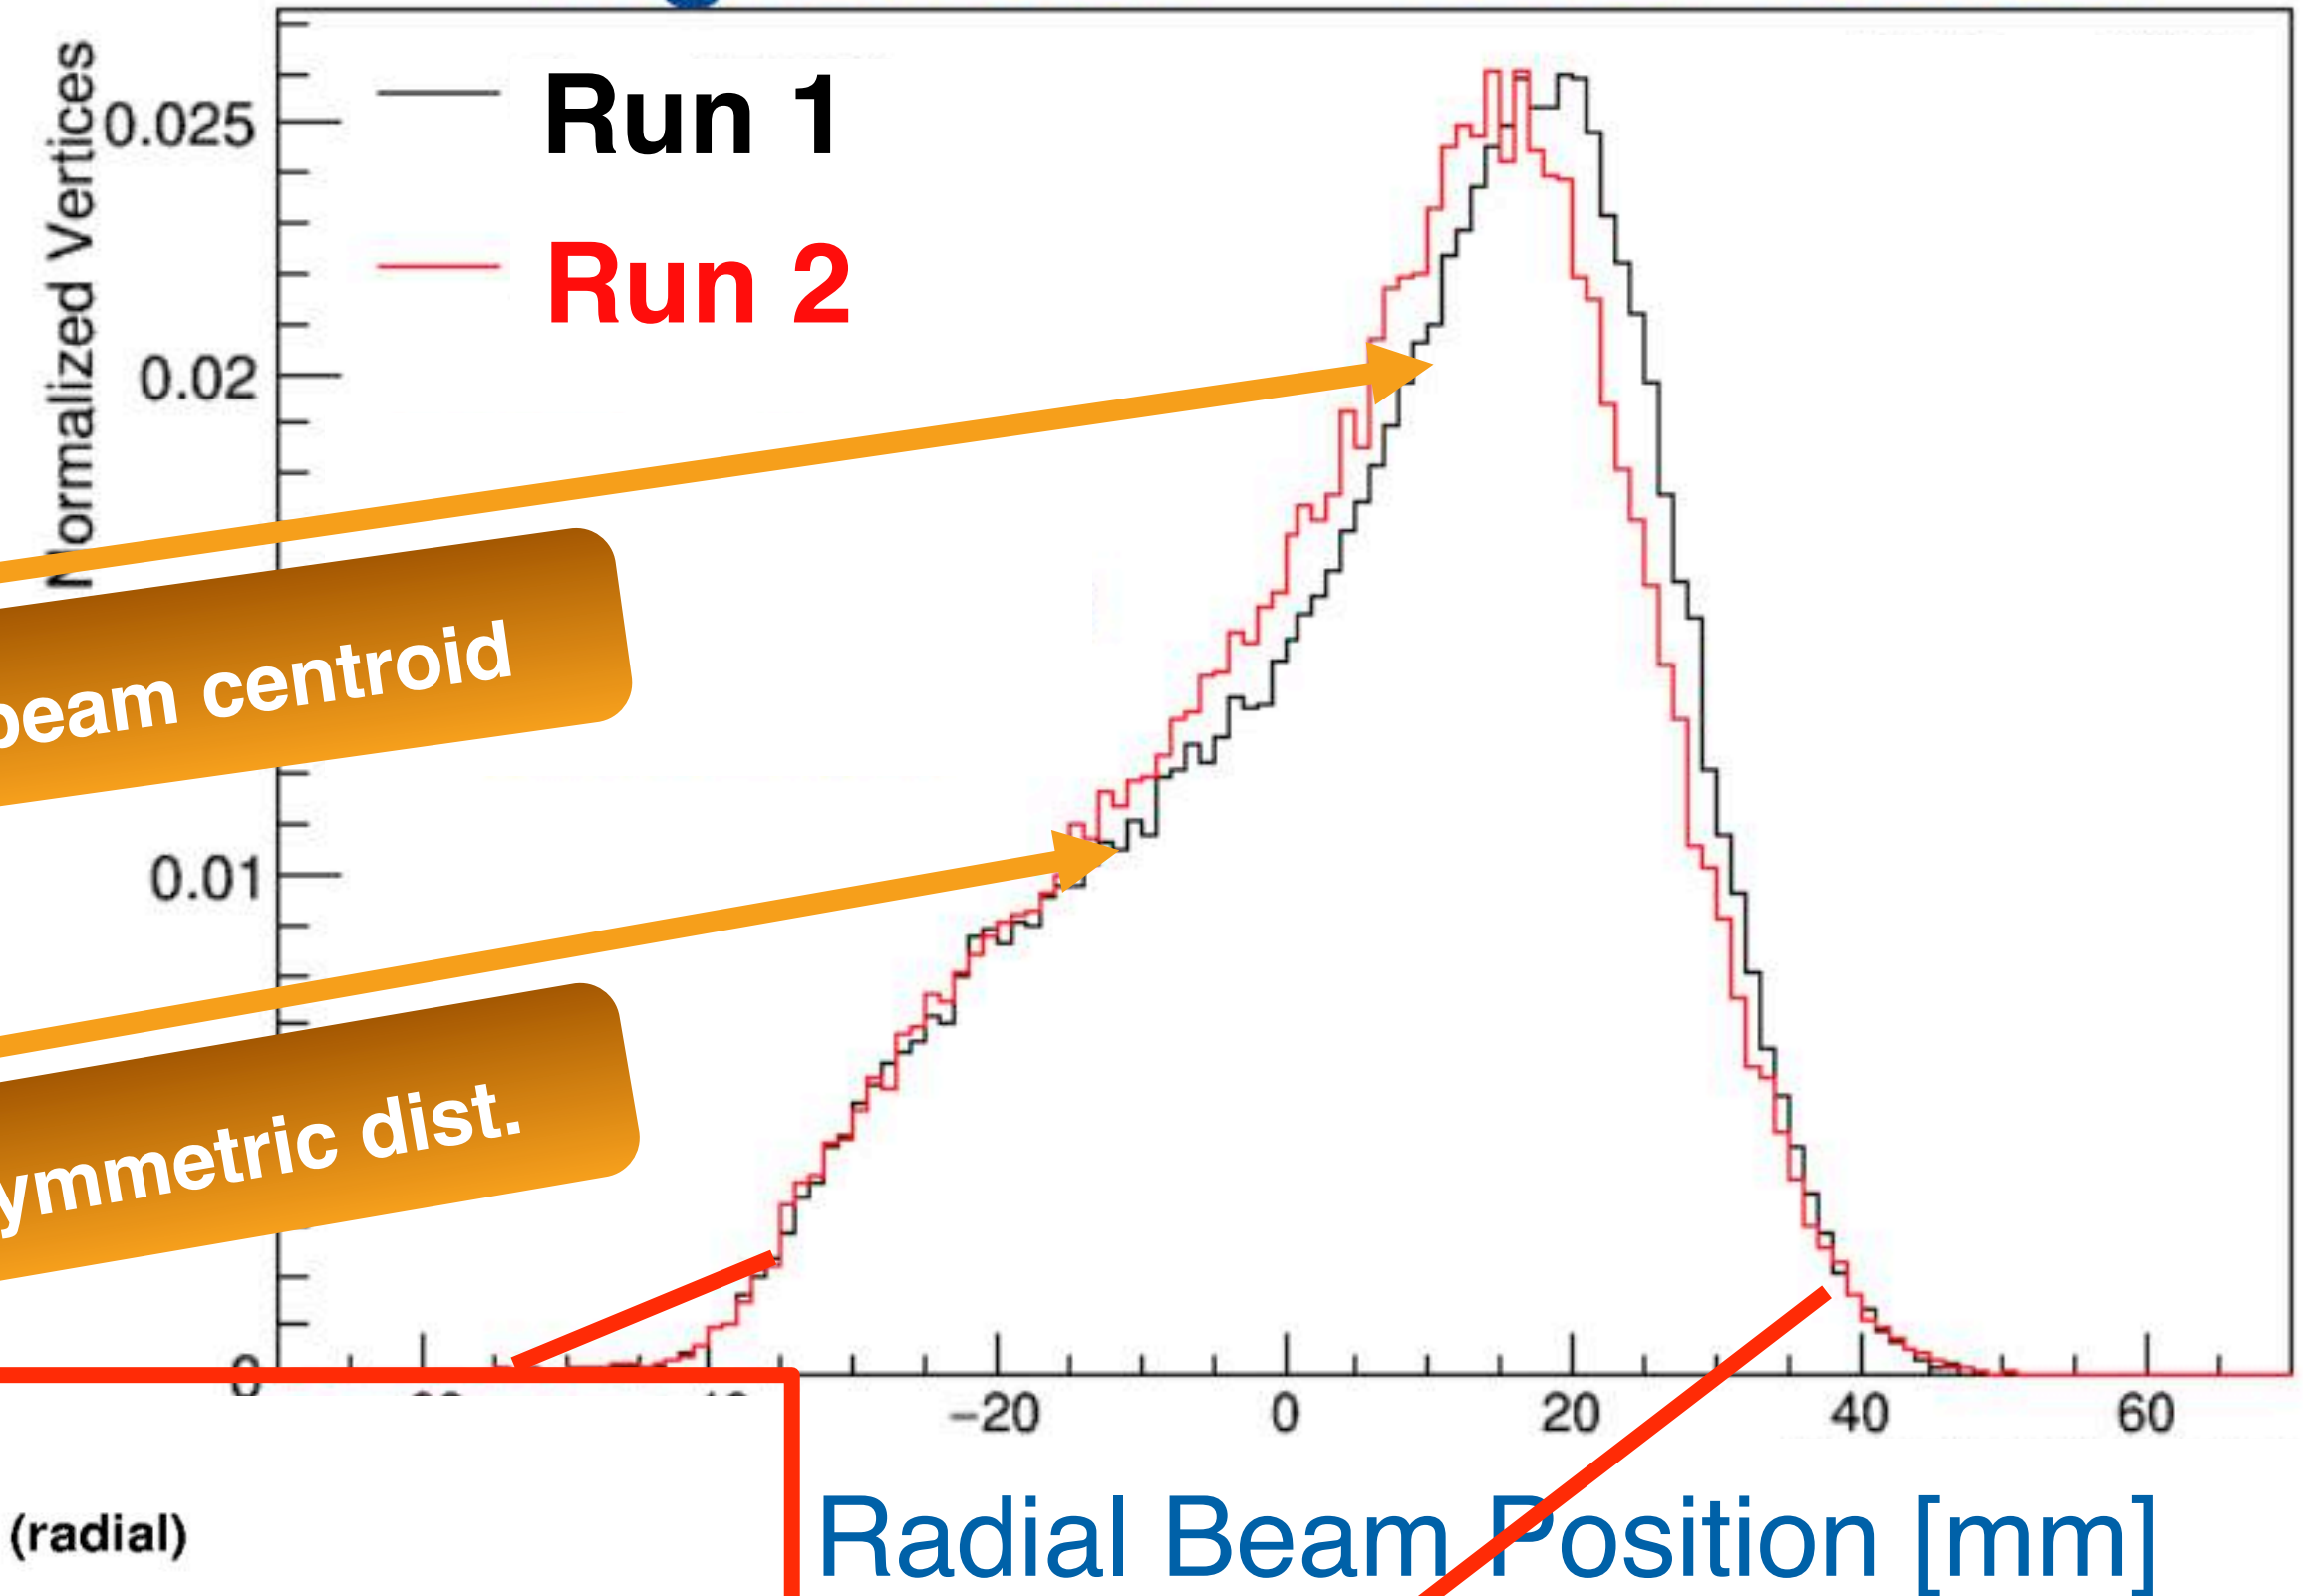 Normalized Vertices
0.025
0.02
0.01
0
Run 1
Run 2
beam centroid
ymmetric dist.
−20
0
20
40
60
(radial)
Radial Beam Position [mm]